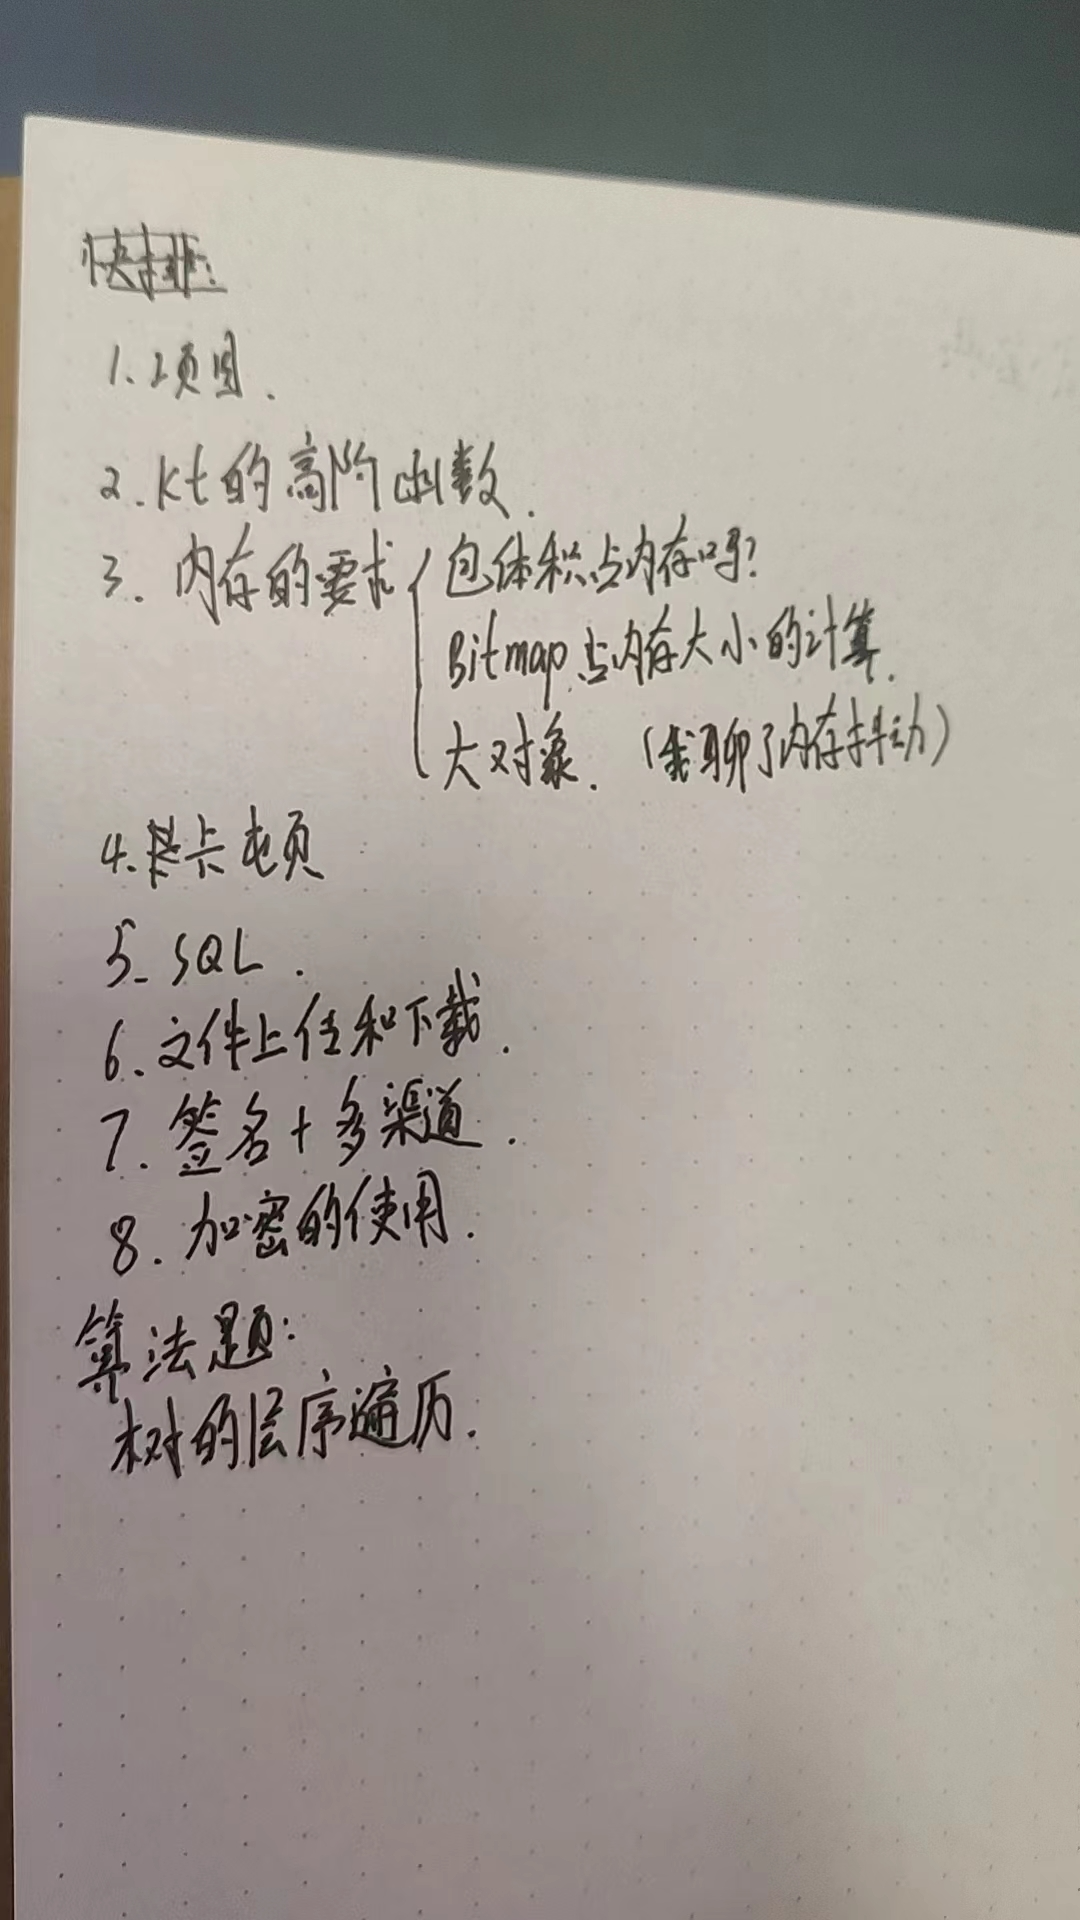 快排:
1. 项目.
2. kt的高阶函数.
3. 内存的要求 { 包体积占内存吗?
Bitmap占内存大小的计算.
大对象. (我聊了内存抖动)
4. 卡顿
5. SQL.
6. 文件上传和下载.
7. 签名+多渠道.
8. 加密的使用.
算法题:
树的层序遍历.